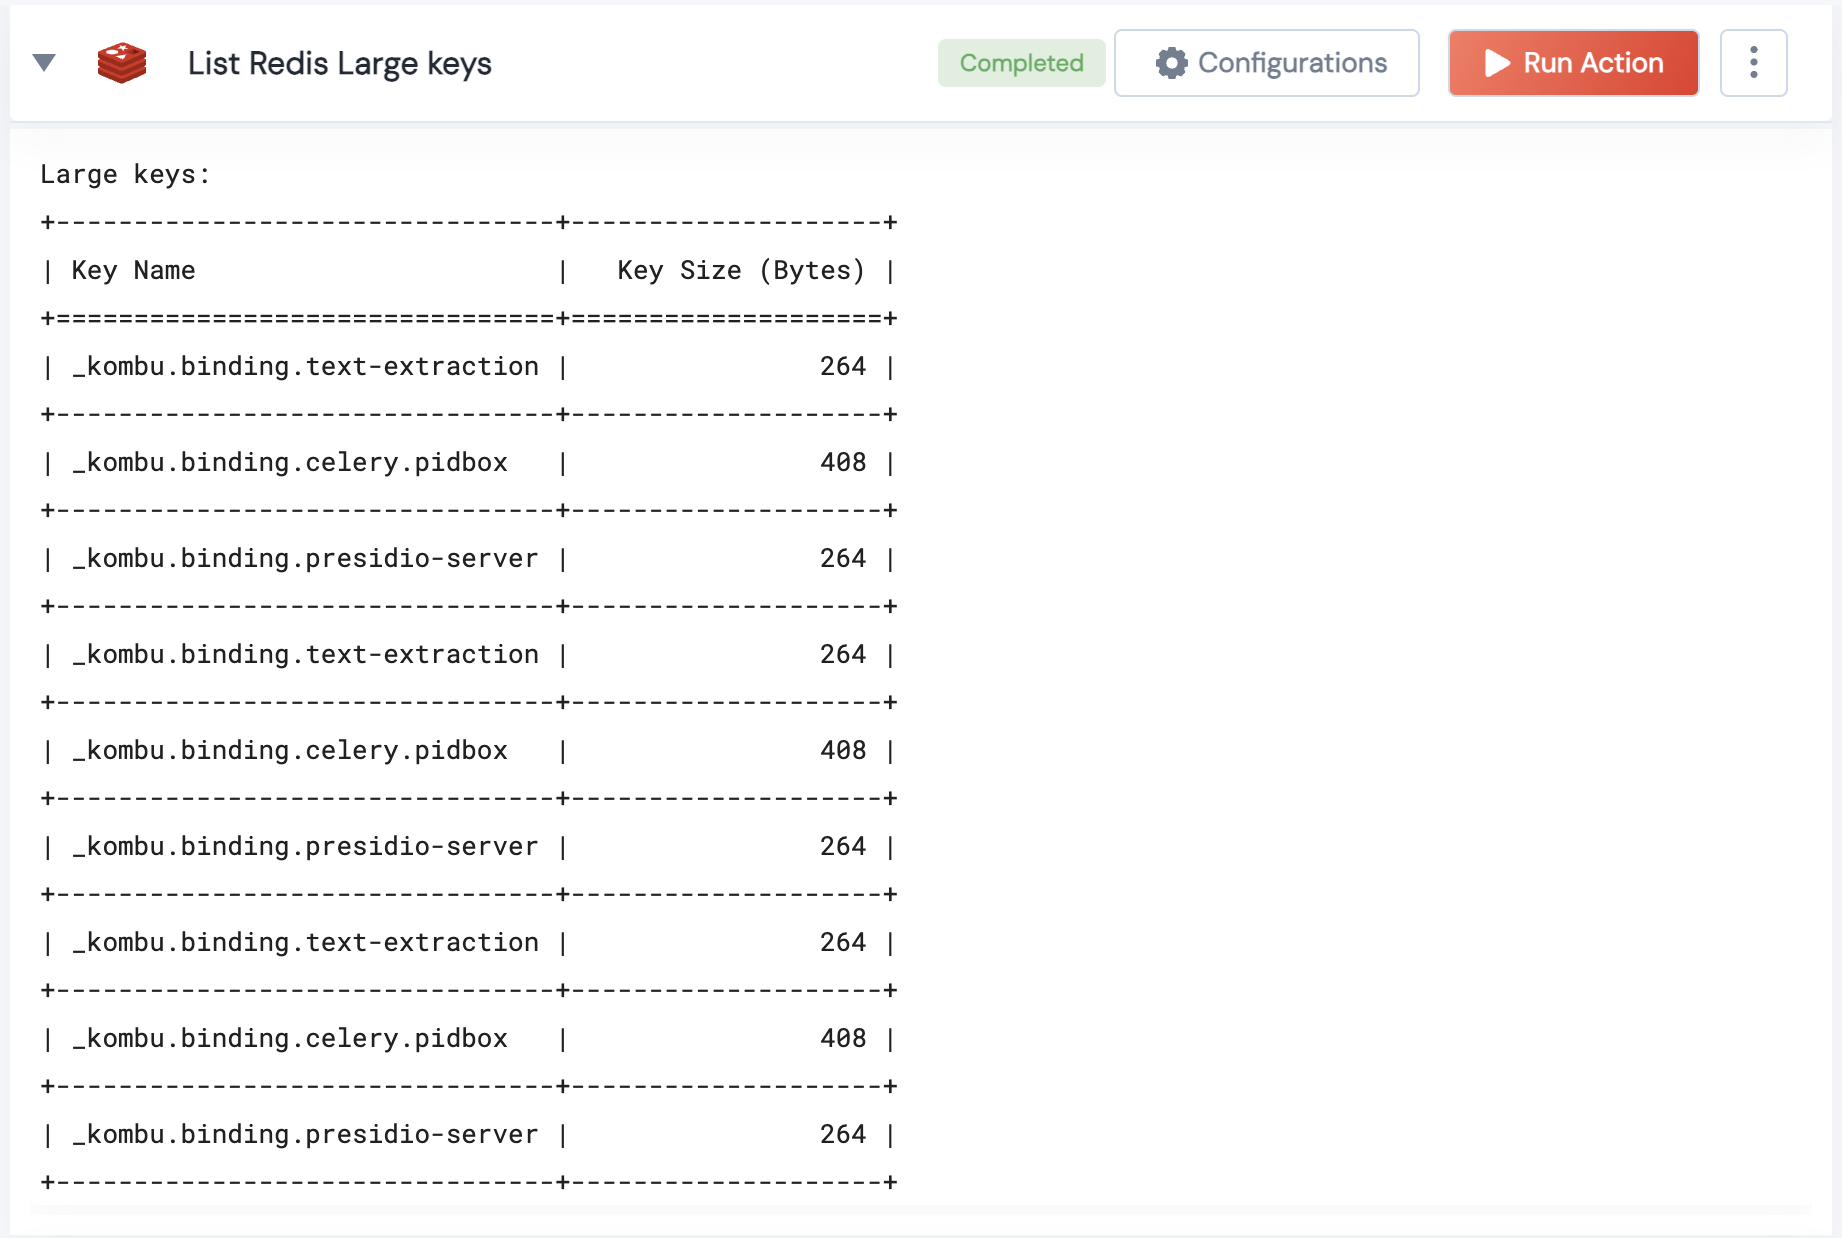 List Redis Large keys Completed Configurations Run Action
Large keys:
+--------------------------------+--------------------+
| Key Name                       |   Key Size (Bytes) |
+================================+====================+
| _kombu.binding.text-extraction |                264 |
+--------------------------------+--------------------+
| _kombu.binding.celery.pidbox   |                408 |
+--------------------------------+--------------------+
| _kombu.binding.presidio-server |                264 |
+--------------------------------+--------------------+
| _kombu.binding.text-extraction |                264 |
+--------------------------------+--------------------+
| _kombu.binding.celery.pidbox   |                408 |
+--------------------------------+--------------------+
| _kombu.binding.presidio-server |                264 |
+--------------------------------+--------------------+
| _kombu.binding.text-extraction |                264 |
+--------------------------------+--------------------+
| _kombu.binding.celery.pidbox   |                408 |
+--------------------------------+--------------------+
| _kombu.binding.presidio-server |                264 |
+--------------------------------+--------------------+